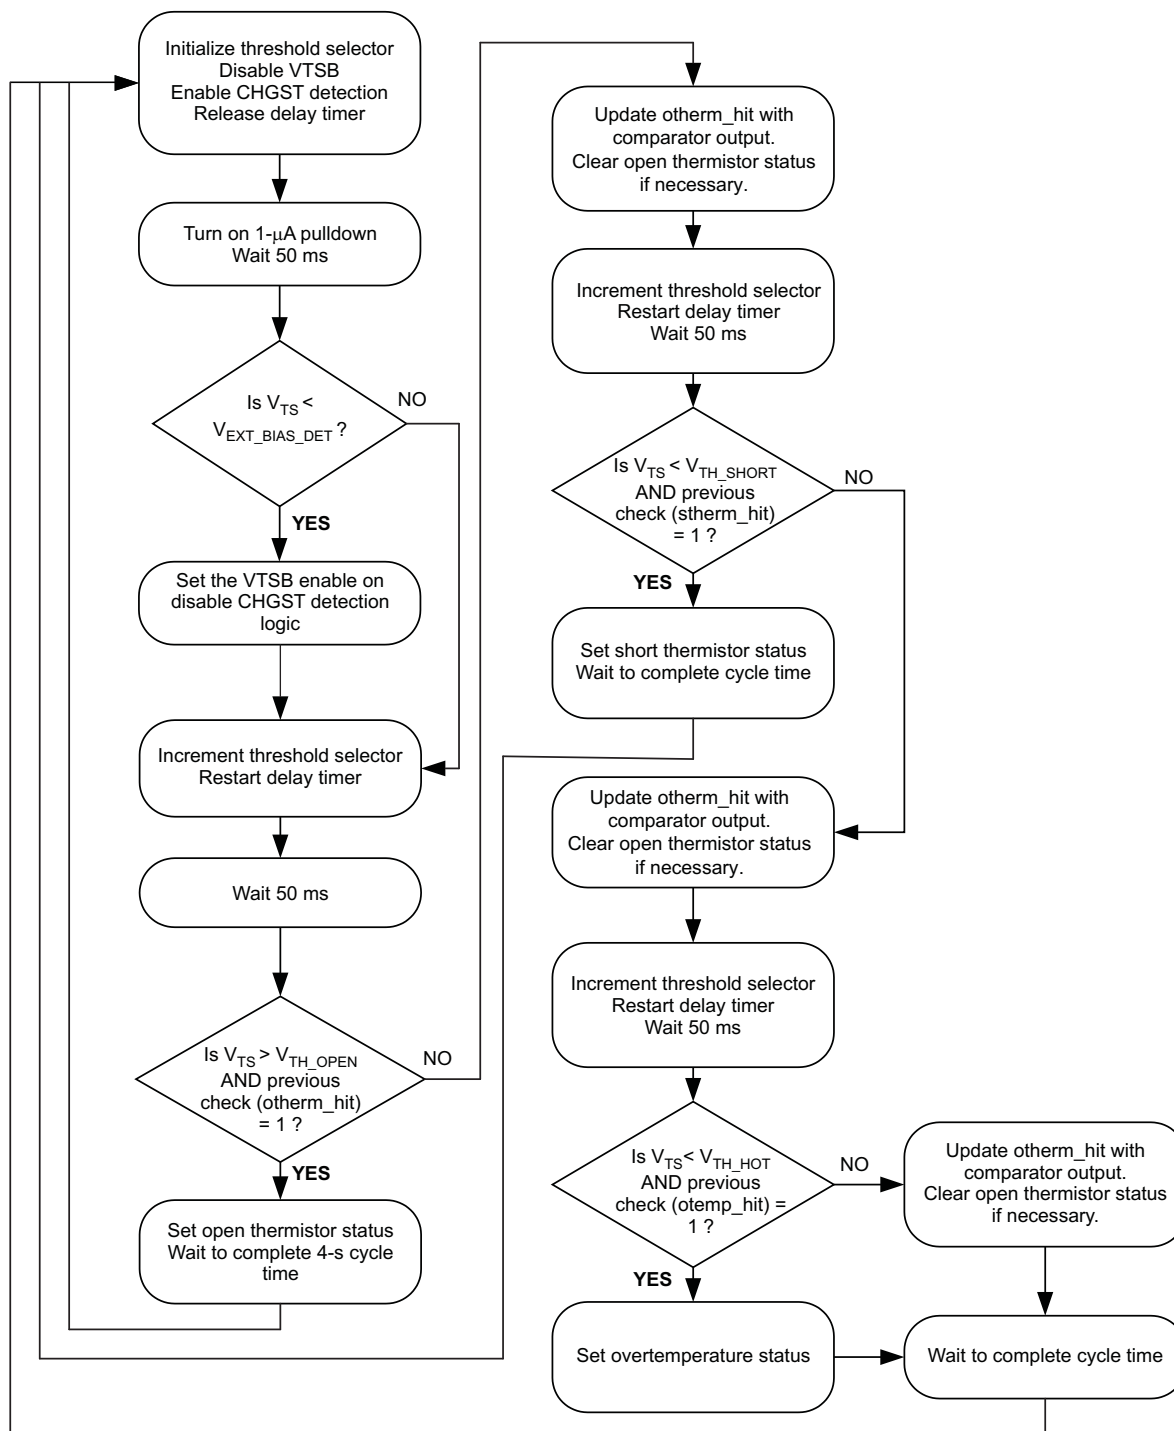 Initialize threshold selector
Disable VTSB
Enable CHGST detection
Release delay timer
Turn on 1-μA pulldown
Wait 50 ms
Is VTS <
VEXT_BIAS_DET ?
NO
YES
Set the VTSB enable on
disable CHGST detection
logic
Increment threshold selector
Restart delay timer
Wait 50 ms
Is VTS > VTH_OPEN
AND previous
check (otherm_hit)
= 1 ?
NO
YES
Set open thermistor status
Wait to complete 4-s cycle
time
Update otherm_hit with
comparator output.
Clear open thermistor status
if necessary.
Increment threshold selector
Restart delay timer
Wait 50 ms
Is VTS < VTH_SHORT
AND previous
check (stherm_hit)
= 1 ?
NO
YES
Set short thermistor status
Wait to complete cycle time
Update otherm_hit with
comparator output.
Clear open thermistor status
if necessary.
Increment threshold selector
Restart delay timer
Wait 50 ms
Is VTS < VTH_HOT
AND previous
check (otemp_hit) =
1 ?
NO
YES
Update otherm_hit with
comparator output.
Clear open thermistor status
if necessary.
Set overtemperature status
Wait to complete cycle time